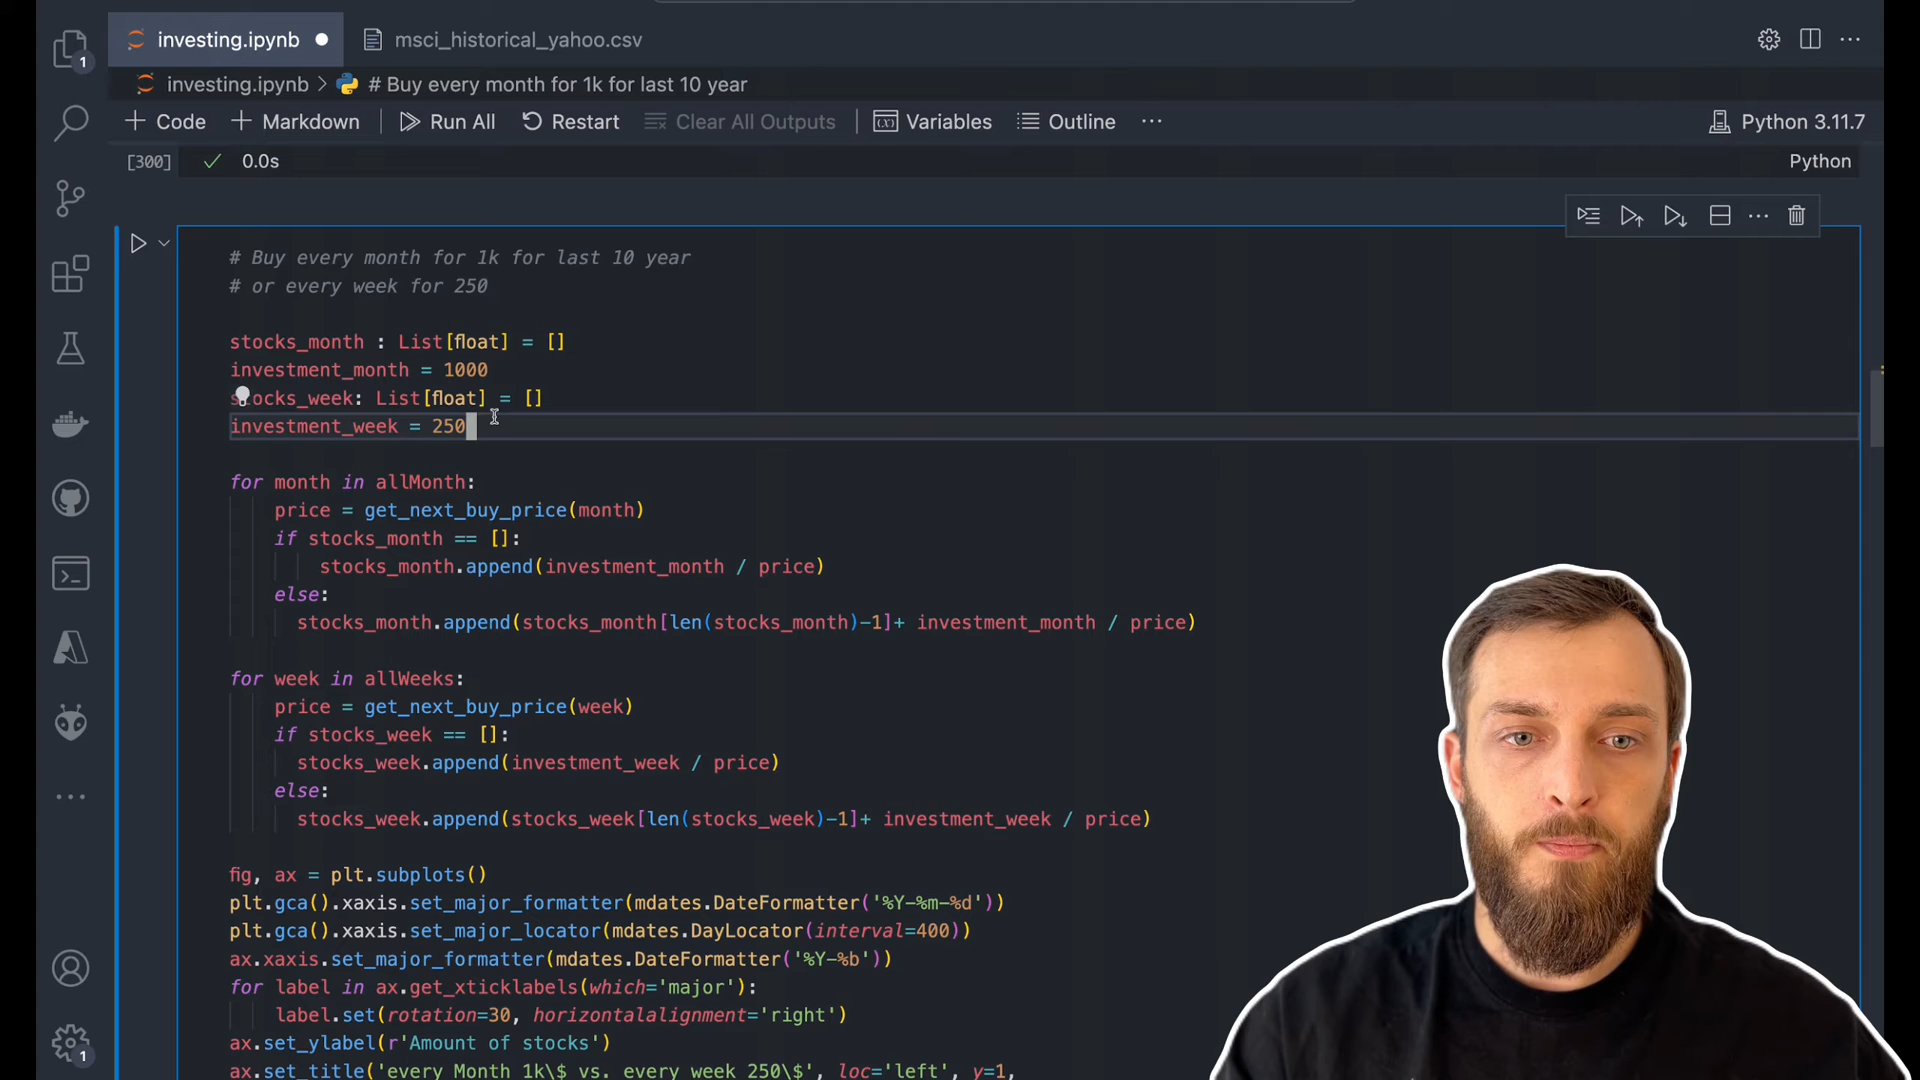 investing.ipynb
msci_historical_yahoo.csv
investing.ipynb > # Buy every month for 1k for last 10 year
Code Markdown Run All Restart Clear All Outputs Variables Outline ... Python 3.11.7
[300] 0.0s Python
# Buy every month for 1k for last 10 year
# or every week for 250
stocks_month : List[float] = []
investment_month = 1000
stocks_week: List[float] = []
investment_week = 250
for month in allMonth:
price = get_next_buy_price(month)
if stocks_month == []:
stocks_month.append(investment_month / price)
else:
stocks_month.append(stocks_month[len(stocks_month)-1]+ investment_month / price)
for week in allWeeks:
price = get_next_buy_price(week)
if stocks_week == []:
stocks_week.append(investment_week / price)
else:
stocks_week.append(stocks_week[len(stocks_week)-1]+ investment_week / price)
fig, ax = plt.subplots()
plt.gca().xaxis.set_major_formatter(mdates.DateFormatter('%Y-%m-%d'))
plt.gca().xaxis.set_major_locator(mdates.DayLocator(interval=400))
ax.xaxis.set_major_formatter(mdates.DateFormatter('%Y-%b'))
for label in ax.get_xticklabels(which='major'):
label.set(rotation=30, horizontalalignment='right')
ax.set_ylabel(r'Amount of stocks')
ax.set_title('every Month 1k\$ vs. every week 250\$', loc='left', y=1,
1
1